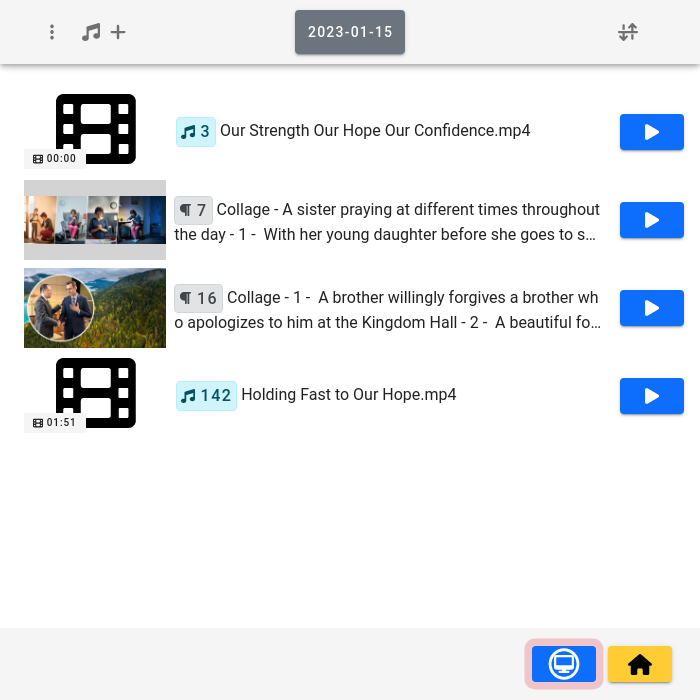 2023-01-15
3 Our Strength Our Hope Our Confidence.mp4
00:00
¶ 7 Collage - A sister praying at different times throughout
the day - 1 - With her young daughter before she goes to s...
¶ 16 Collage - 1 - A brother willingly forgives a brother wh
o apologizes to him at the Kingdom Hall - 2 - A beautiful fo...
142 Holding Fast to Our Hope.mp4
01:51